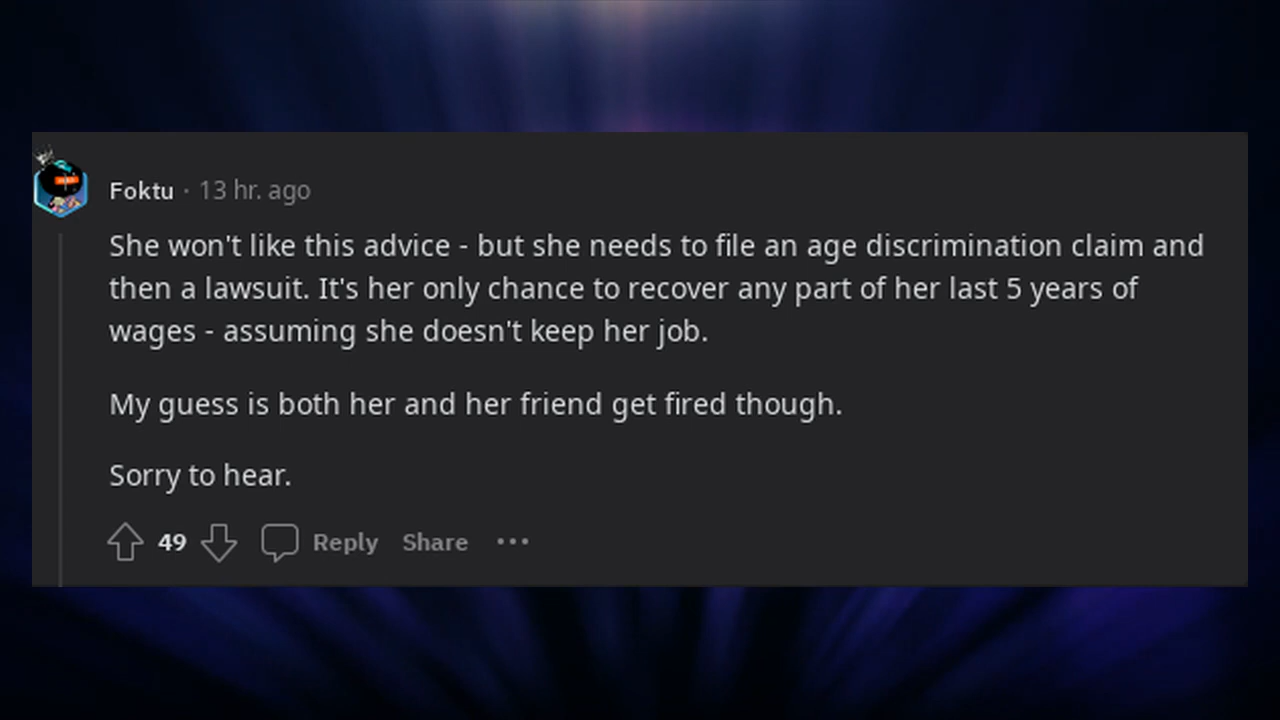 Foktu · 13 hr. ago
She won't like this advice - but she needs to file an age discrimination claim and
then a lawsuit. It's her only chance to recover any part of her last 5 years of
wages - assuming she doesn't keep her job.
My guess is both her and her friend get fired though.
Sorry to hear.
49 Reply Share ···